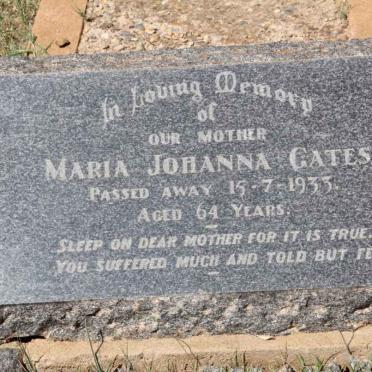 In Loving Memory
of
OUR MOTHER
MARIA JOHANNA GATES
PASSED AWAY 15-7-1933.
AGED 64 YEARS.
SLEEP ON DEAR MOTHER FOR IT IS TRUE,
YOU SUFFERED MUCH AND TOLD BUT